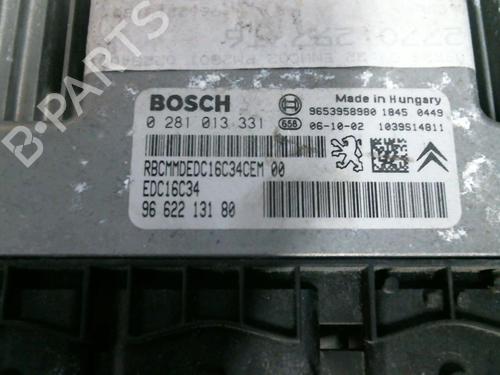 BOSCH
Made in Hungary
9653958980 1845 0449
0 281 013 331
656
06-10-02 1039S14811
RBCMMDEDC16C34CEM 00
EDC16C34
96 622 131 80
B-PARTS